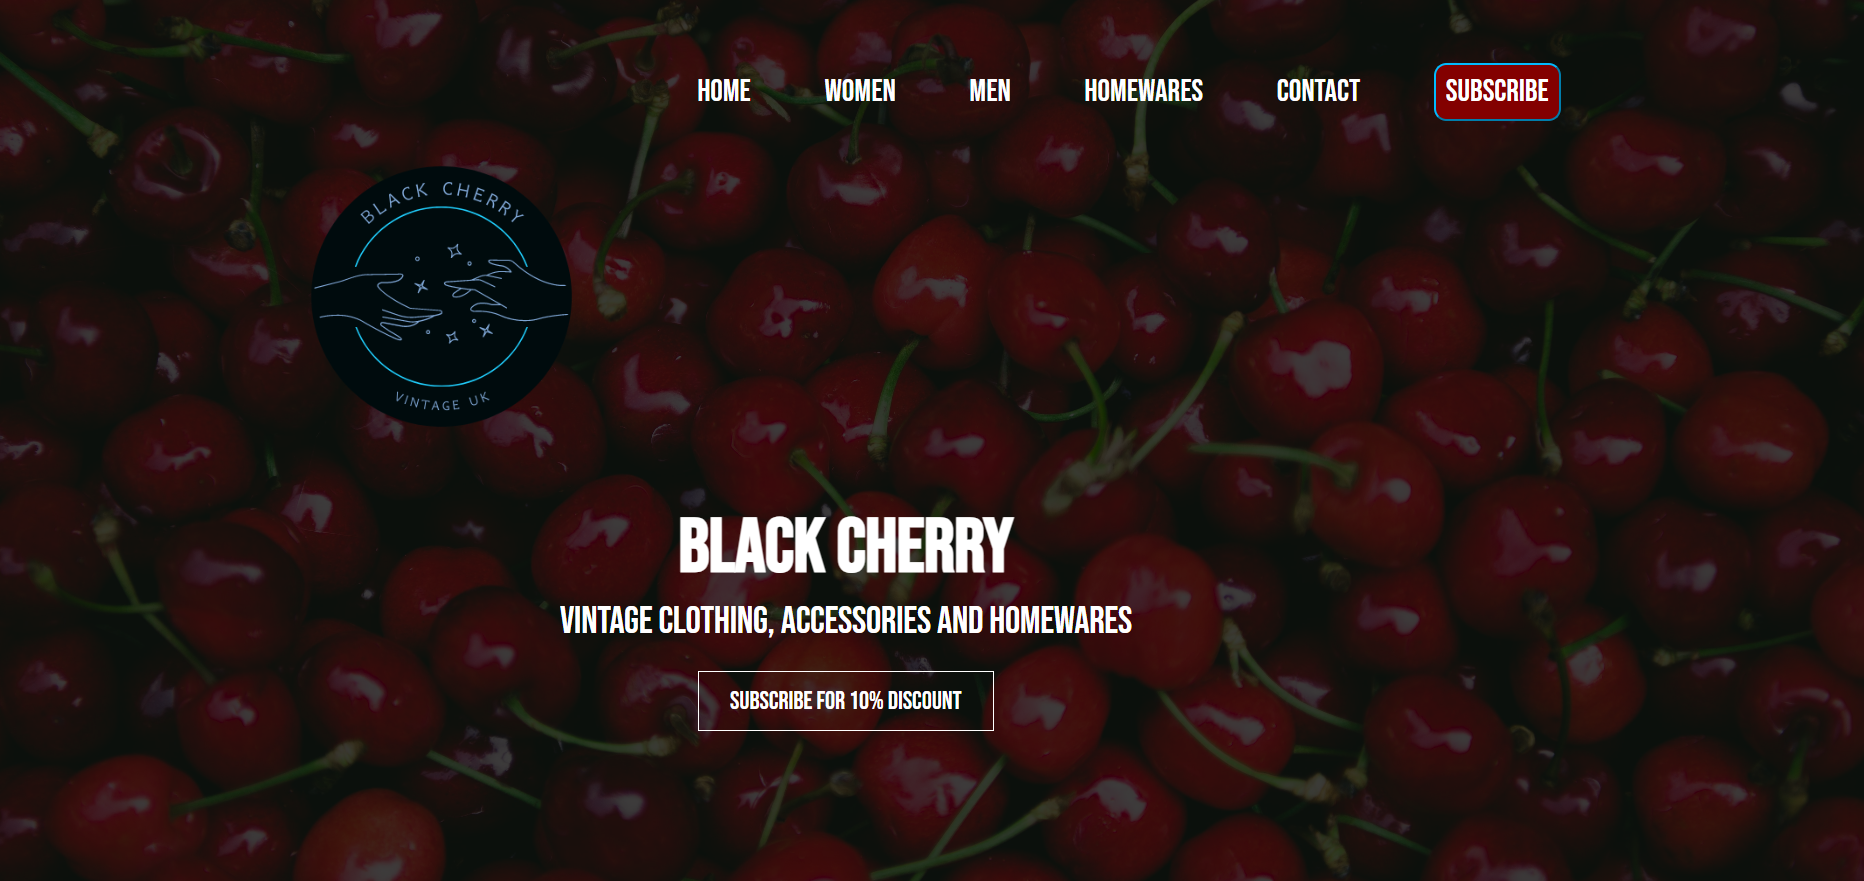 HOME WOMEN MEN HOMEWARES CONTACT SUBSCRIBE
BLACK CHERRY
VINTAGE UK
BLACK CHERRY
VINTAGE CLOTHING, ACCESSORIES AND HOMEWARES
SUBSCRIBE FOR 10% DISCOUNT